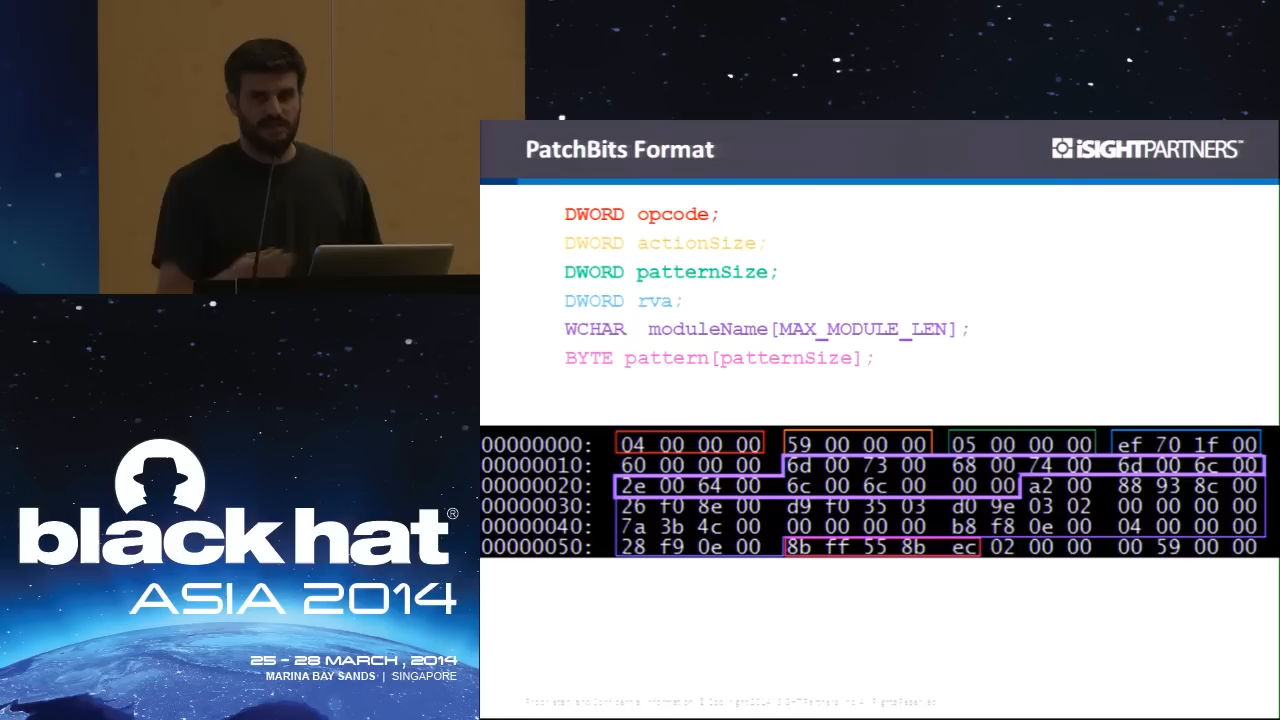 PatchBits Format
iSIGHTPARTNERS
DWORD opcode;
DWORD actionSize;
DWORD patternSize;
DWORD rva;
WCHAR moduleName[MAX_MODULE_LEN];
BYTE pattern[patternSize];
00000000: 04 00 00 00 59 00 00 00 05 00 00 00 ef 70 1f 00
00000010: 60 00 00 00 6d 00 73 00 68 00 74 00 6d 00 6c 00
00000020: 2e 00 64 00 6c 00 6c 00 00 00 a2 00 88 93 8c 00
00000030: 26 f0 8e 00 d9 f0 35 03 d0 9e 03 02 00 00 00 00
00000040: 7a 3b 4c 00 00 00 00 00 b8 f8 0e 00 04 00 00 00
00000050: 28 f9 0e 00 8b ff 55 8b ec 02 00 00 00 59 00 00
black hat®
ASIA 2014
25 - 28 MARCH, 2014
MARINA BAY SANDS | SINGAPORE